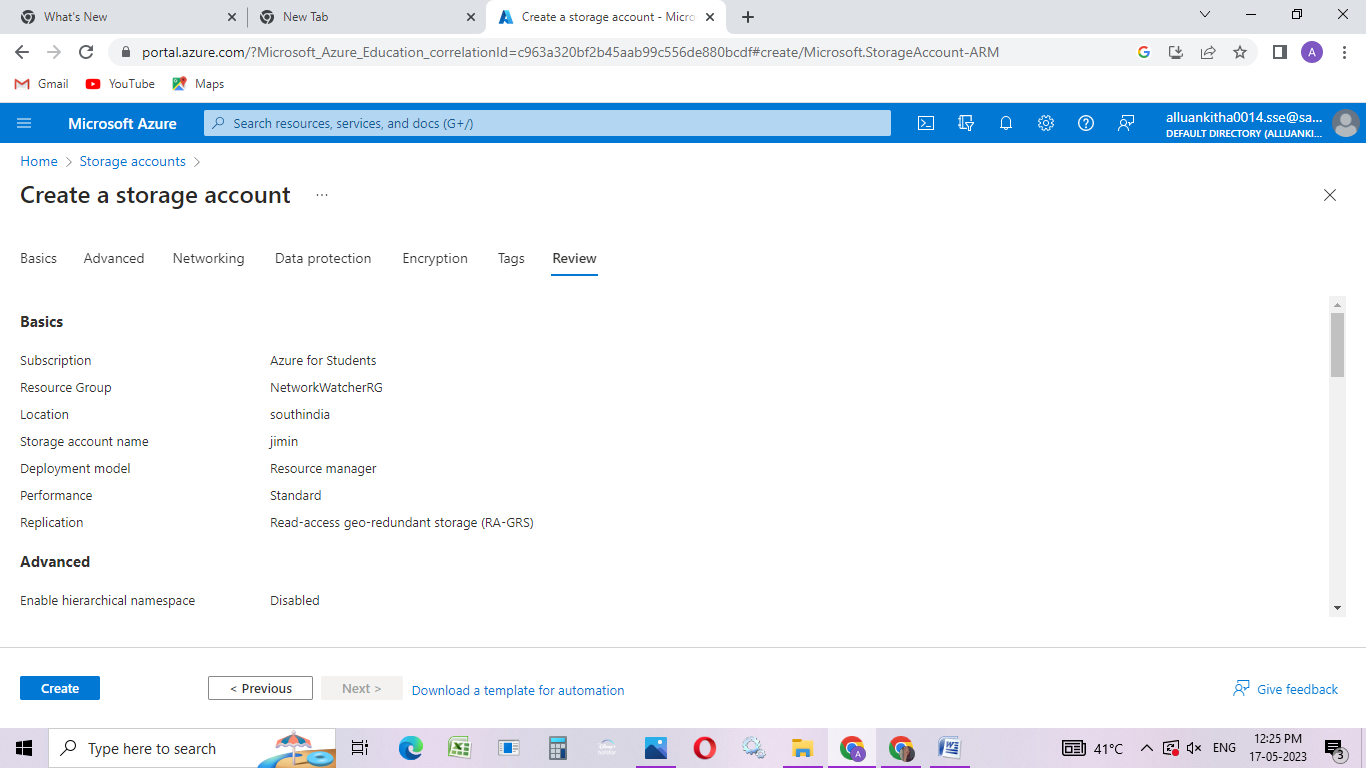 What's New
New Tab
Create a storage account - Micro
portal.azure.com/?Microsoft_Azure_Education_correlationId=c963a320bf2b45aab99c556de880bcdf#create/Microsoft.StorageAccount-ARM
A
Gmail
YouTube
Maps
Microsoft Azure
Search resources, services, and docs (G+/)
alluankitha0014.sse@sa...
DEFAULT DIRECTORY (ALLUANKI...
Home > Storage accounts >
Create a storage account ...
Basics Advanced Networking Data protection Encryption Tags Review
Basics
Subscription Azure for Students
Resource Group NetworkWatcherRG
Location southindia
Storage account name jimin
Deployment model Resource manager
Performance Standard
Replication Read-access geo-redundant storage (RA-GRS)
Advanced
Enable hierarchical namespace Disabled
Create < Previous Next > Download a template for automation Give feedback
Type here to search
41°C ENG
12:25 PM
17-05-2023
3